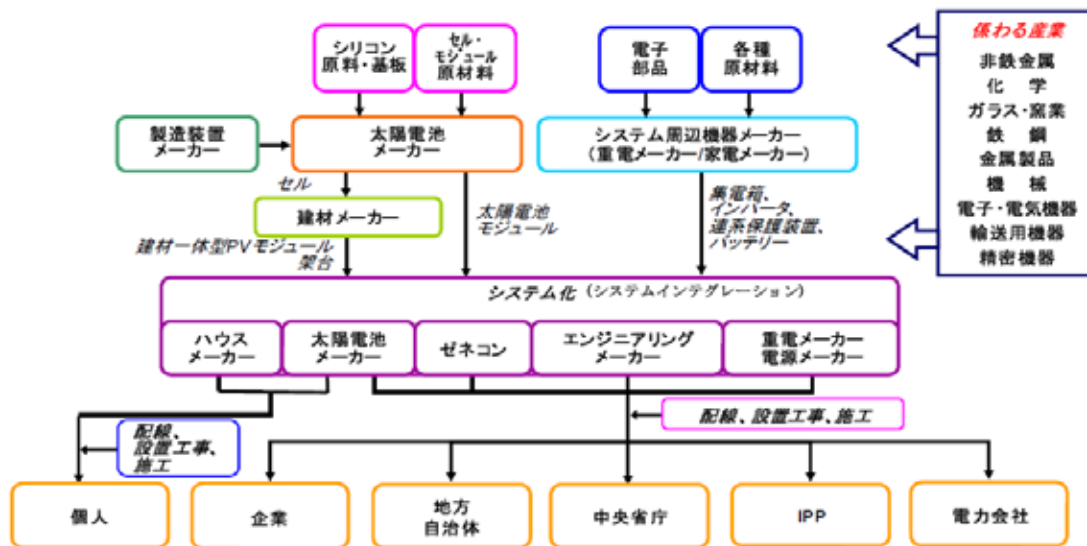 シリコン
原料・基板
セル・
モジュール
原材料
電子
部品
各種
原材料
係わる産業
非鉄金属
化 学
ガラス・窯業
鉄 鋼
金属製品
機 械
電子・電気機器
輸送用機器
精密機器
製造装置
メーカー
太陽電池
メーカー
システム周辺機器メーカー
(重電メーカー/家電メーカー)
セル
建材メーカー
太陽電池
モジュール
集電箱、
インバータ、
連系保護装置、
バッテリー
建材一体型PVモジュール
架台
システム化(システムインテグレーション)
ハウス
メーカー
太陽電池
メーカー
ゼネコン
エンジニアリング
メーカー
重電メーカー
電源メーカー
配線、
設置工事、
施工
配線、設置工事、施工
個人
企業
地方
自治体
中央省庁
IPP
電力会社